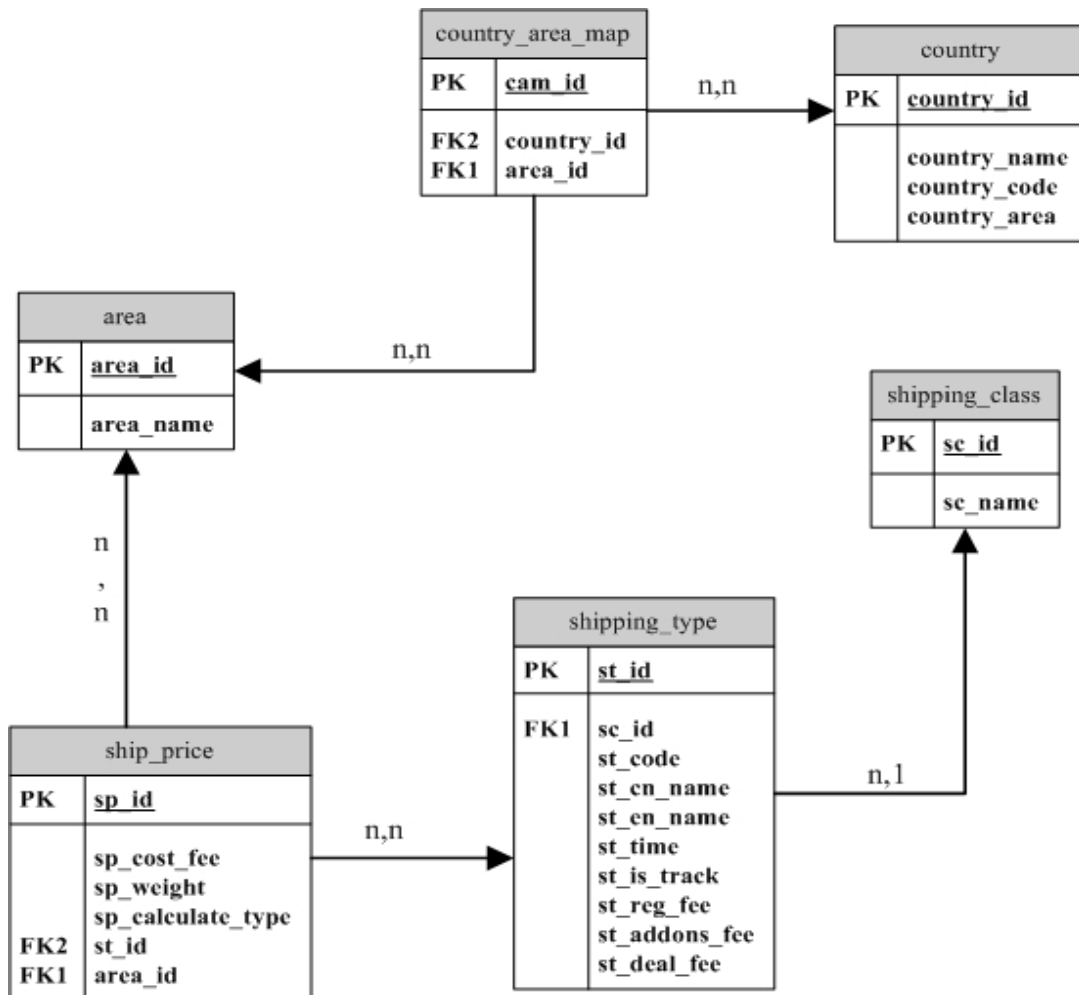 country_area_map
PK cam_id
FK2 country_id
FK1 area_id
n,n
country
PK country_id
country_name
country_code
country_area
area
PK area_id
area_name
n,n
shipping_class
PK sc_id
sc_name
n
,
n
shipping_type
PK st_id
FK1 sc_id
st_code
st_cn_name
st_en_name
st_time
st_is_track
st_reg_fee
st_addons_fee
st_deal_fee
n,1
ship_price
PK sp_id
sp_cost_fee
sp_weight
sp_calculate_type
FK2 st_id
FK1 area_id
n,n